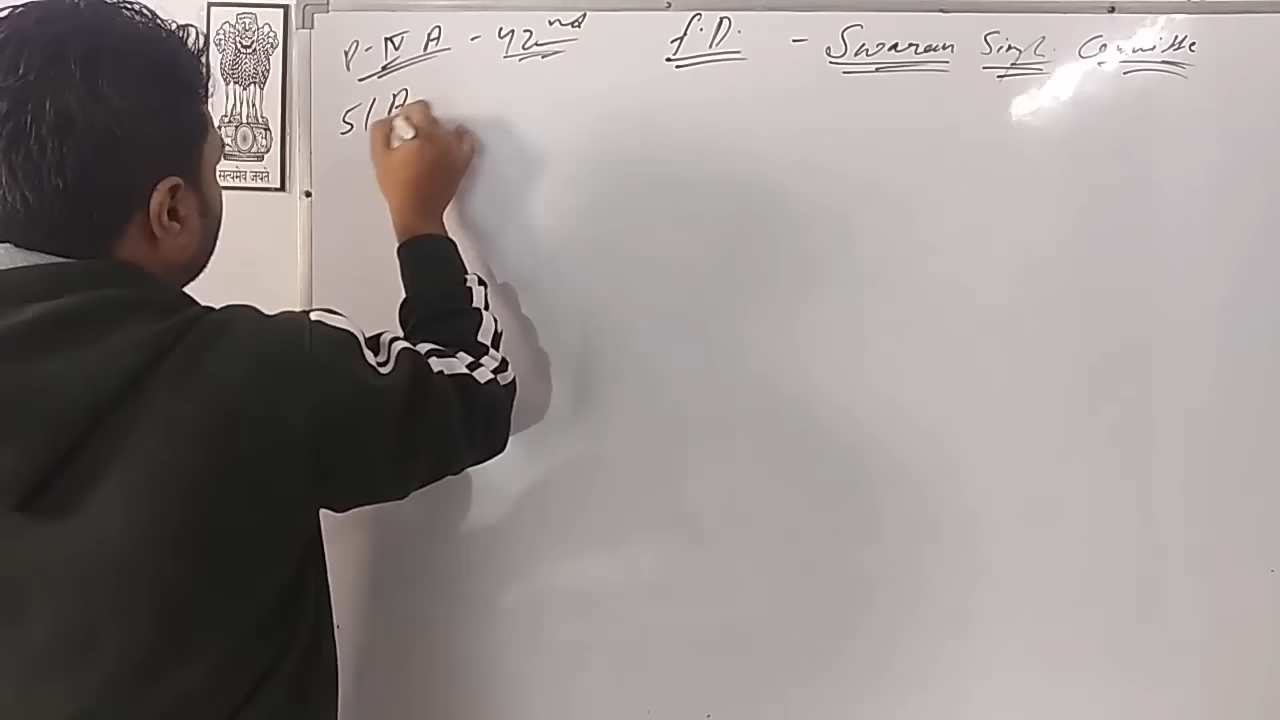 सत्यमेव जयते
P-IV A - 42nd f.D. - Swaran Singh Committe
51 A